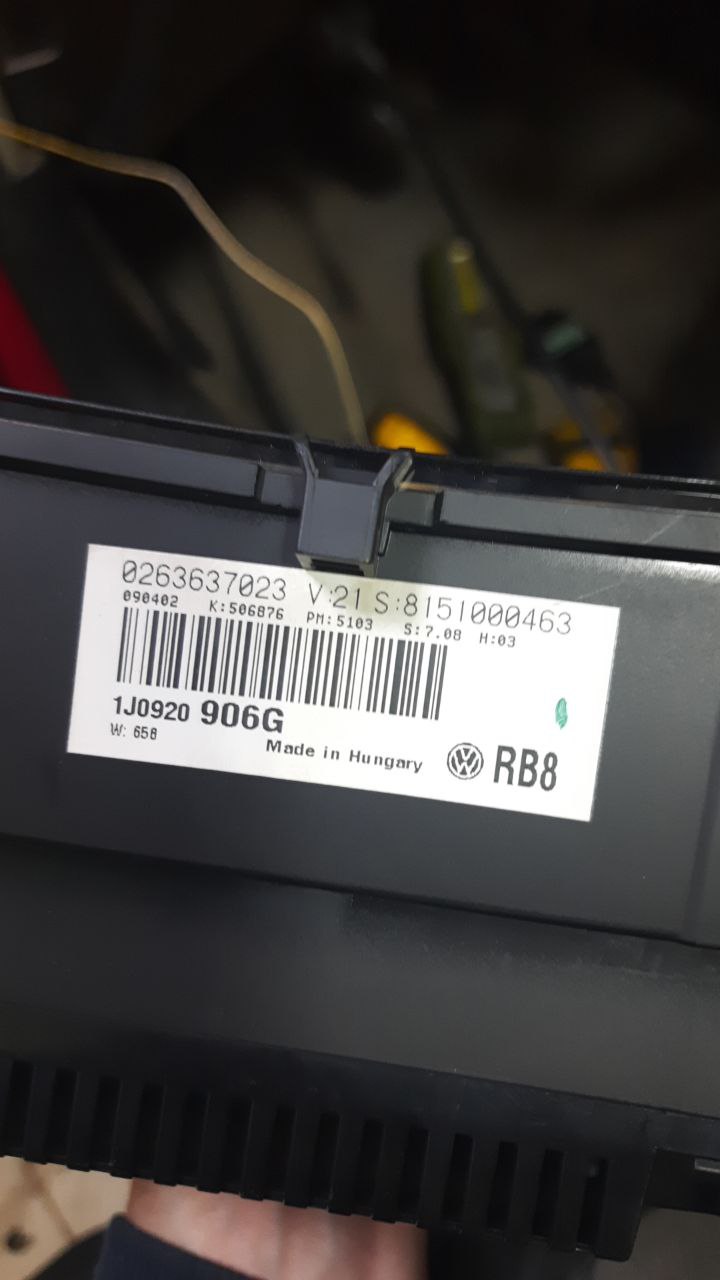 0263637023 V:21 S:8151000463
090402 K:506876 PM:5103 S:7.08 H:03
1J0920 906G
W: 658
Made in Hungary RB8